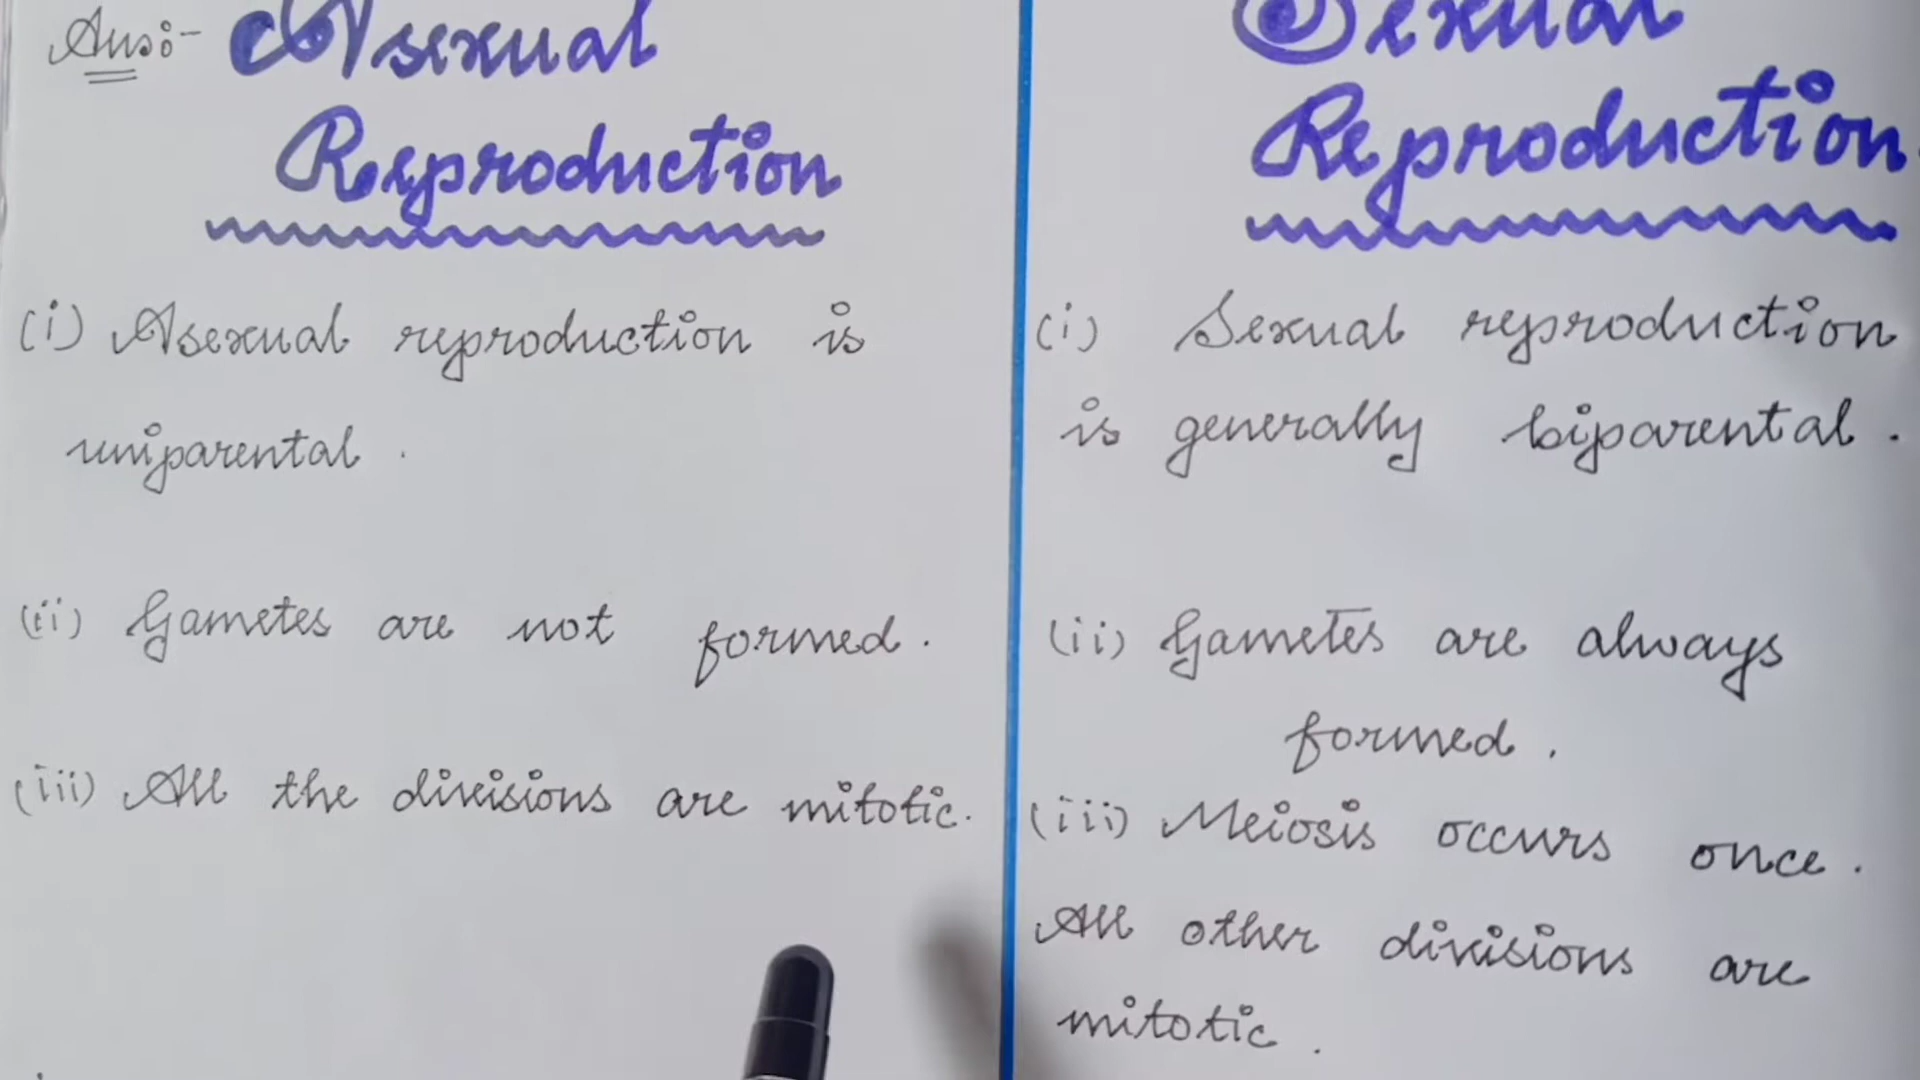 Ans:- Asexual
Reproduction
(i) Asexual reproduction is
uniparental.
(ii) Gametes are not formed.
(iii) All the divisions are mitotic.
Sexual
Reproduction
(i) Sexual reproduction
is generally biparental.
(ii) Gametes are always
formed.
(iii) Meiosis occurs once.
All other divisions are
mitotic.